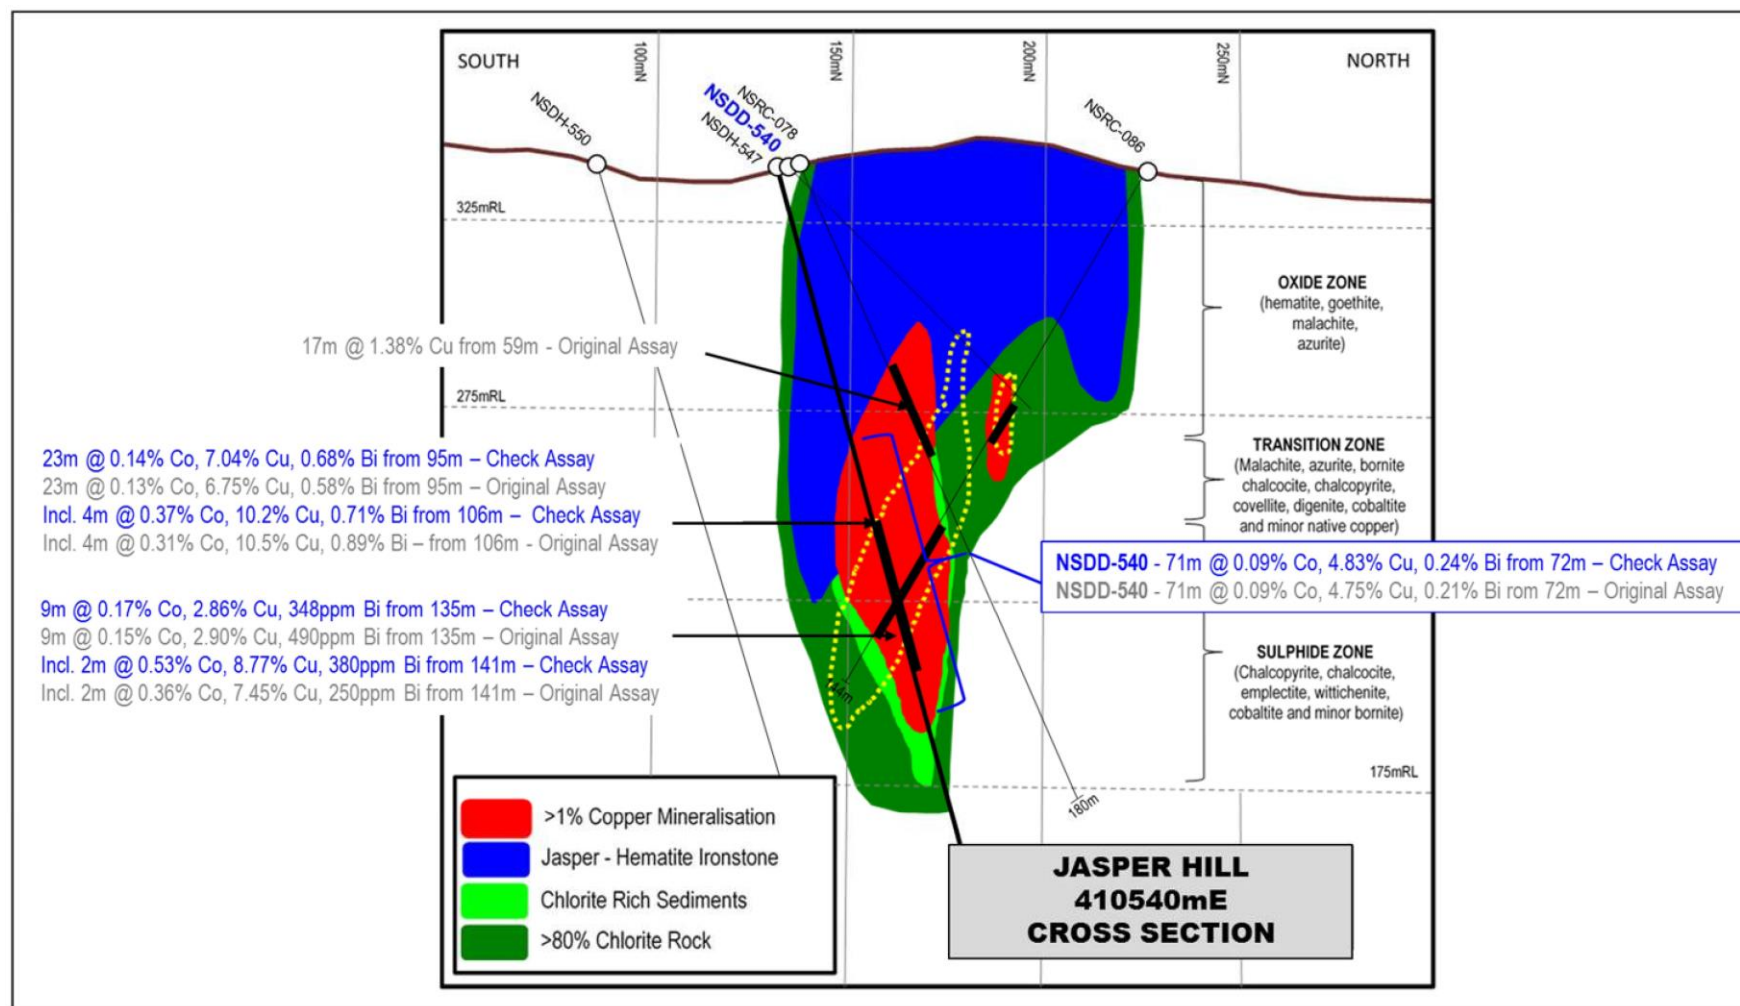 SOUTH
100mN
150mN
200mN
250mN
NORTH
NSDH-550
NSRC-078
NSDD-540
NSDH-547
NSRC-086
325mRL
OXIDE ZONE
(hematite, goethite,
malachite,
azurite)
17m @ 1.38% Cu from 59m - Original Assay
275mRL
TRANSITION ZONE
(Malachite, azurite, bornite
chalcocite, chalcopyrite,
covellite, digenite, cobaltite
and minor native copper)
23m @ 0.14% Co, 7.04% Cu, 0.68% Bi from 95m – Check Assay
23m @ 0.13% Co, 6.75% Cu, 0.58% Bi from 95m – Original Assay
Incl. 4m @ 0.37% Co, 10.2% Cu, 0.71% Bi from 106m – Check Assay
Incl. 4m @ 0.31% Co, 10.5% Cu, 0.89% Bi – from 106m - Original Assay
NSDD-540 - 71m @ 0.09% Co, 4.83% Cu, 0.24% Bi from 72m – Check Assay
NSDD-540 - 71m @ 0.09% Co, 4.75% Cu, 0.21% Bi rom 72m – Original Assay
9m @ 0.17% Co, 2.86% Cu, 348ppm Bi from 135m – Check Assay
9m @ 0.15% Co, 2.90% Cu, 490ppm Bi from 135m – Original Assay
Incl. 2m @ 0.53% Co, 8.77% Cu, 380ppm Bi from 141m – Check Assay
Incl. 2m @ 0.36% Co, 7.45% Cu, 250ppm Bi from 141m – Original Assay
SULPHIDE ZONE
(Chalcopyrite, chalcocite,
emplectite, wittichenite,
cobaltite and minor bornite)
144m
175mRL
180m
>1% Copper Mineralisation
Jasper - Hematite Ironstone
Chlorite Rich Sediments
>80% Chlorite Rock
JASPER HILL
410540mE
CROSS SECTION